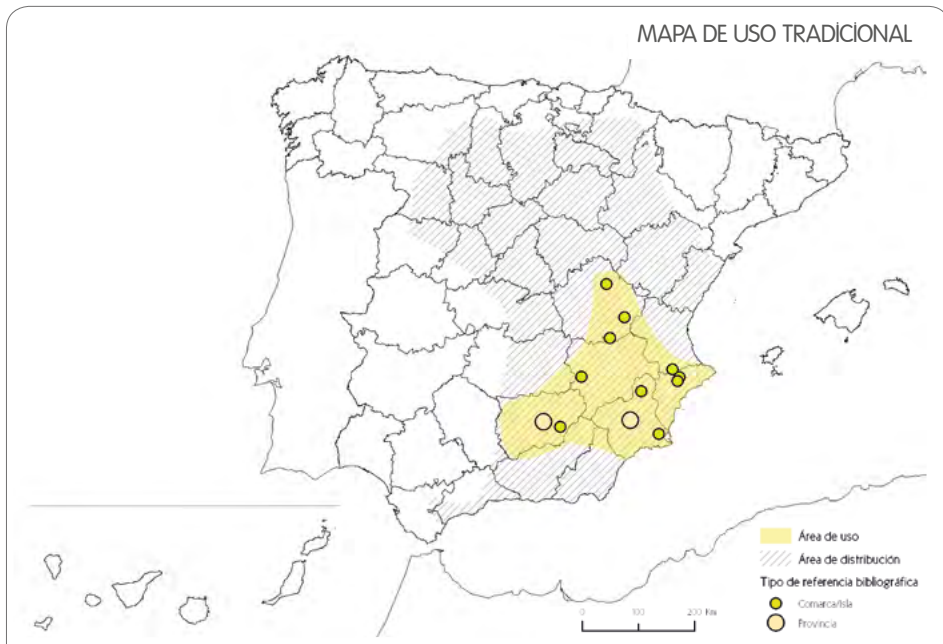 MAPA DE USO TRADICIONAL
Área de uso
Área de distribución
Tipo de referencia bibliográfica
Comarca/Isla
Provincia
0 100 200 Km